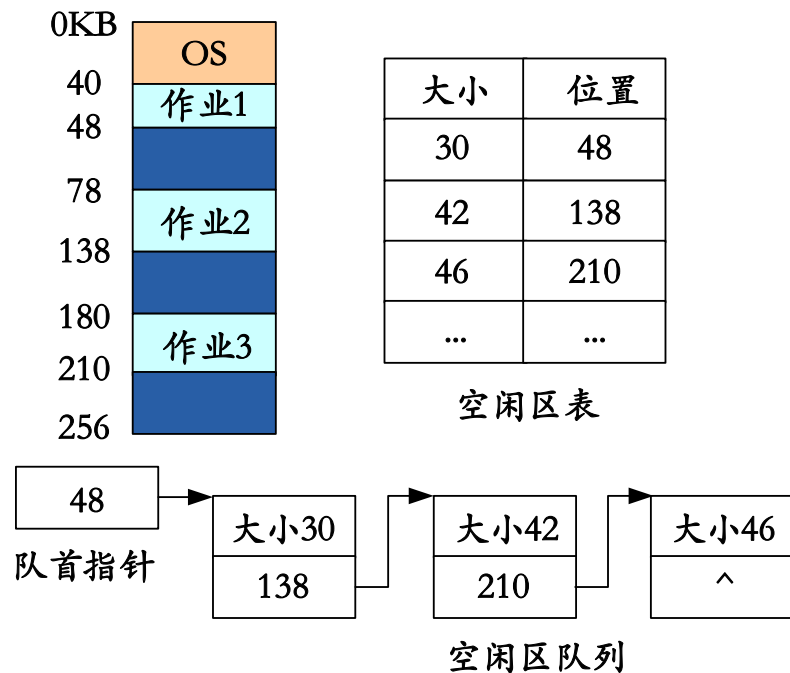 0KB
OS
40
作业1
48
78
作业2
138
180
作业3
210
256
大小 位置
30 48
42 138
46 210
... ...
空闲区表
48
队首指针
大小30
138
大小42
210
大小46
^
空闲区队列